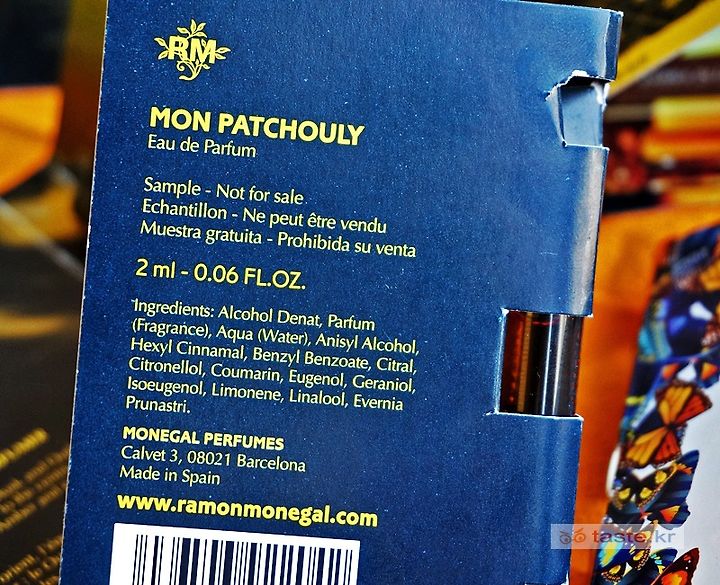 RM
MON PATCHOULY
Eau de Parfum
Sample - Not for sale
Echantillon - Ne peut être vendu
Muestra gratuita - Prohibida su venta
2 ml - 0.06 FL.OZ.
Ingredients: Alcohol Denat, Parfum
(Fragrance), Aqua (Water), Anisyl Alcohol,
Hexyl Cinnamal, Benzyl Benzoate, Citral,
Citronellol, Coumarin, Eugenol, Geraniol,
Isoeugenol, Limonene, Linalool, Evernia
Prunastri.
MONEGAL PERFUMES
Calvet 3, 08021 Barcelona
Made in Spain
www.ramonmonegal.com
taste.kr